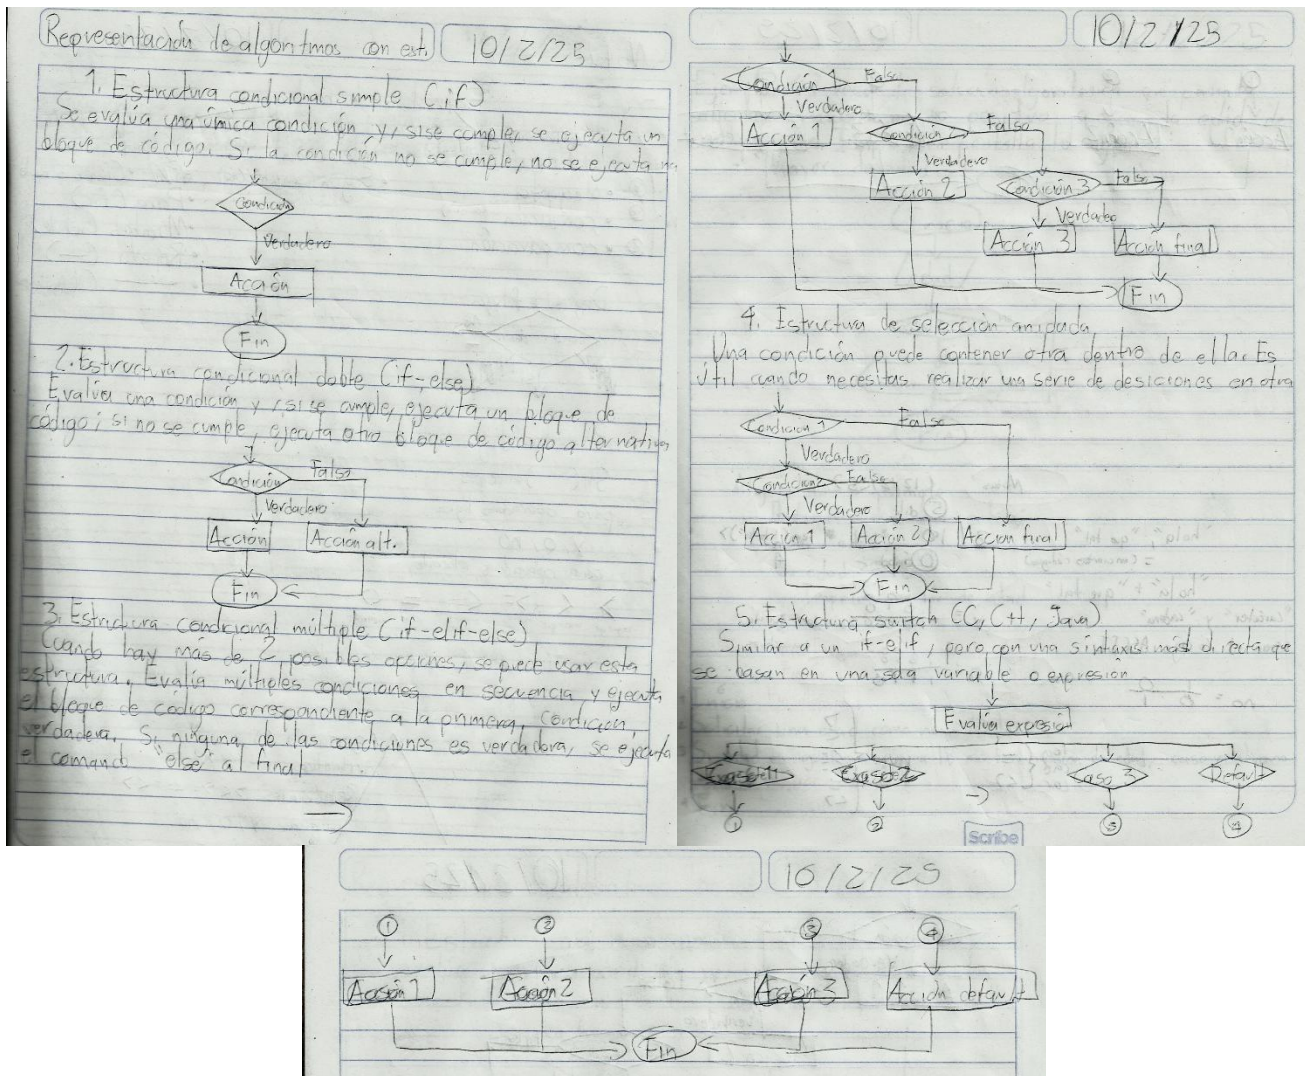 Representación de algoritmos con est.
10/2/25
1. Estructura condicional simple (if)
Se evalúa una única condición, y, si se cumple, se ejecuta un
bloque de código. Si la condición no se cumple, no se ejecuta
Condición
Verdadero
Acción
Fin
2. Estructura condicional doble (if-else)
Evalúa una condición y, si se cumple, ejecuta un bloque de
código; si no se cumple, ejecuta otro bloque de código alternativo,
Condición
Falso
Verdadero
Acción
Acción alt.
Fin
3. Estructura condicional múltiple (if-elif-else)
Cuando hay más de 2 posibles opciones, se puede usar esta
estructura. Evalúa múltiples condiciones en secuencia y ejecuta
el bloque de código correspondiente a la primera condición
verdadera. Si ninguna de las condiciones es verdadera, se ejecuta
el comando "else" al final
10/2/25
Condición 1
Falso
Verdadero
Acción 1
Condición
Falso
Verdadero
Acción 2
Condición 3
Falso
Verdadero
Acción 3
Acción final
Fin
4. Estructura de selección anidada
Una condición puede contener otra dentro de ella. Es
útil cuando necesitas realizar una serie de desiciones en otra
Condición 1
Falso
Verdadero
Condición 2
Falso
Verdadero
Acción 1
Acción 2
Acción final
Fin
5. Estructura switch (C, C++, Java)
Similar a un if-elif, pero con una sintáxis más directa que
se basan en una sola variable o expresión
Evalúa expresió
Caso 3
Default
1
2
3
4
Scribe
10/2/25
1
2
3
4
Acción 1
Acción 2
Acción 3
Acción default
Fin